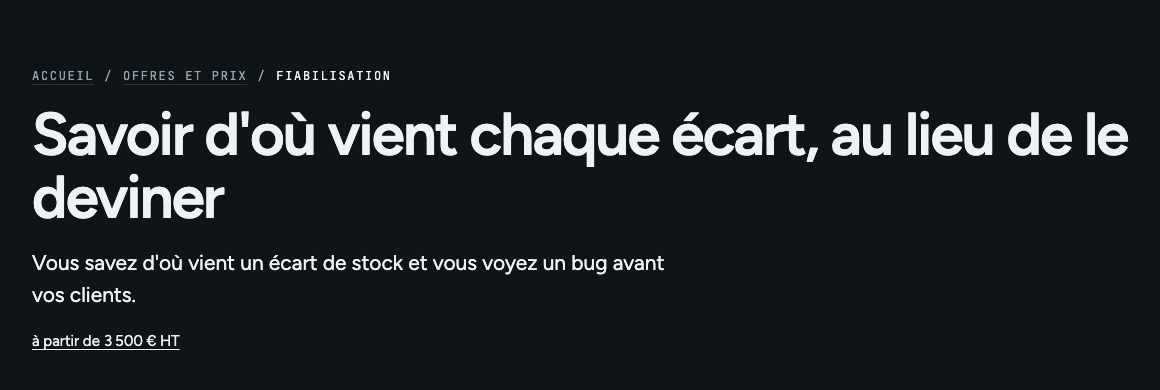 ACCUEIL / OFFRES ET PRIX / FIABILISATION
Savoir d'où vient chaque écart, au lieu de le
deviner
Vous savez d'où vient un écart de stock et vous voyez un bug avant
vos clients.
à partir de 3 500 € HT